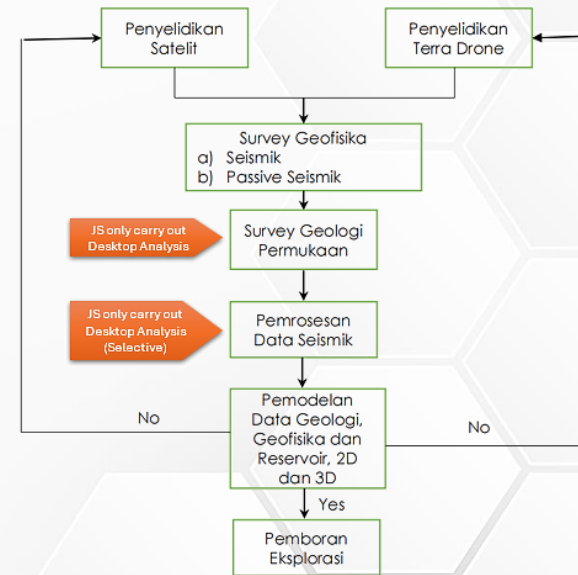 Penyelidikan
Satelit
Penyelidikan
Terra Drone
Survey Geofisika
a) Seismik
b) Passive Seismik
JS only carry out
Desktop Analysis
Survey Geologi
Permukaan
JS only carry out
Desktop Analysis
(Selective)
Pemrosesan
Data Seismik
No
Pemodelan
Data Geologi,
Geofisika dan
Reservoir, 2D
dan 3D
No
Yes
Pemboran
Eksplorasi